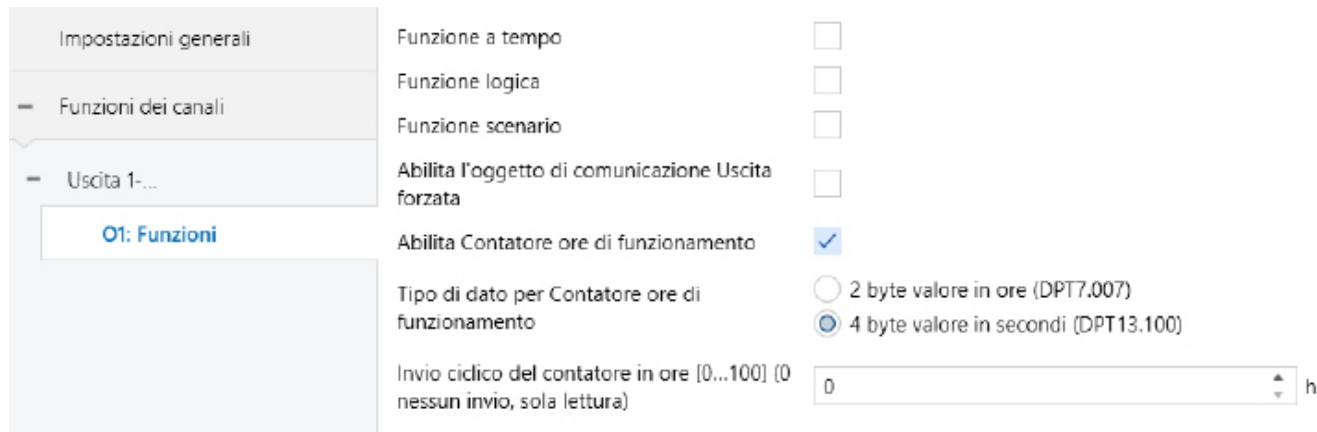 Impostazioni generali
Funzioni dei canali
Uscita 1-...
O1: Funzioni
Funzione a tempo
Funzione logica
Funzione scenario
Abilita l'oggetto di comunicazione Uscita
forzata
Abilita Contatore ore di funzionamento
Tipo di dato per Contatore ore di
funzionamento
2 byte valore in ore (DPT7.007)
4 byte valore in secondi (DPT13.100)
Invio ciclico del contatore in ore [0...100] (0
nessun invio, sola lettura)
0
h